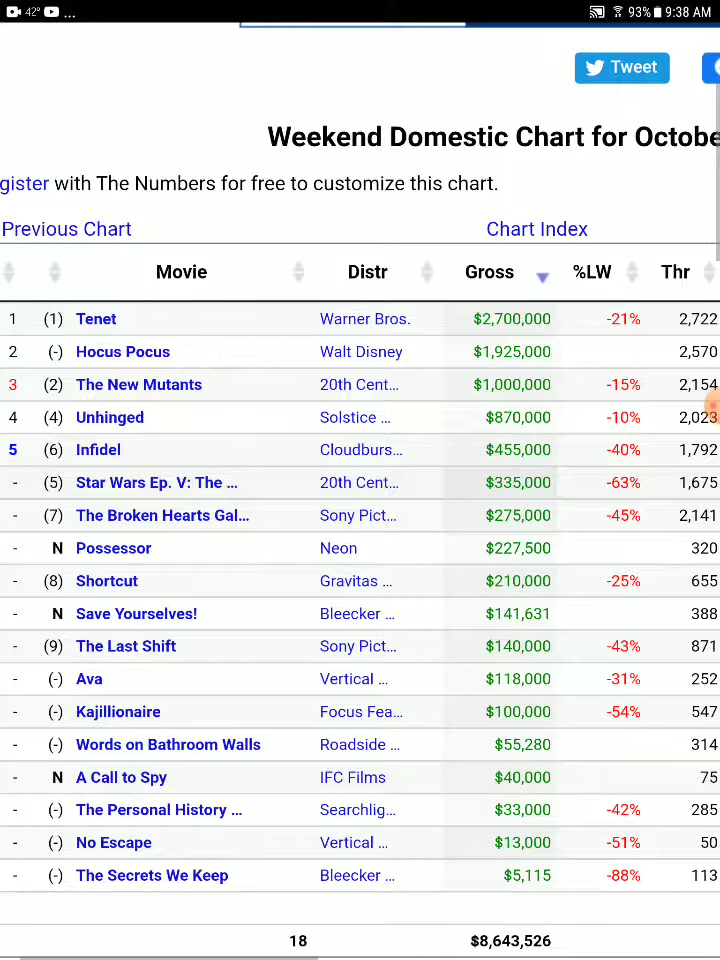 42° ... 93% 9:38 AM
Tweet
Weekend Domestic Chart for Octobe
gister with The Numbers for free to customize this chart.
Previous Chart Chart Index
Movie Distr Gross %LW Thr
1 (1) Tenet Warner Bros. $2,700,000 -21% 2,722
2 (-) Hocus Pocus Walt Disney $1,925,000 2,570
3 (2) The New Mutants 20th Cent... $1,000,000 -15% 2,154
4 (4) Unhinged Solstice ... $870,000 -10% 2,023
5 (6) Infidel Cloudburs... $455,000 -40% 1,792
- (5) Star Wars Ep. V: The ... 20th Cent... $335,000 -63% 1,675
- (7) The Broken Hearts Gal... Sony Pict... $275,000 -45% 2,141
- N Possessor Neon $227,500 320
- (8) Shortcut Gravitas ... $210,000 -25% 655
- N Save Yourselves! Bleecker ... $141,631 388
- (9) The Last Shift Sony Pict... $140,000 -43% 871
- (-) Ava Vertical ... $118,000 -31% 252
- (-) Kajillionaire Focus Fea... $100,000 -54% 547
- (-) Words on Bathroom Walls Roadside ... $55,280 314
- N A Call to Spy IFC Films $40,000 75
- (-) The Personal History ... Searchlig... $33,000 -42% 285
- (-) No Escape Vertical ... $13,000 -51% 50
- (-) The Secrets We Keep Bleecker ... $5,115 -88% 113
18 $8,643,526